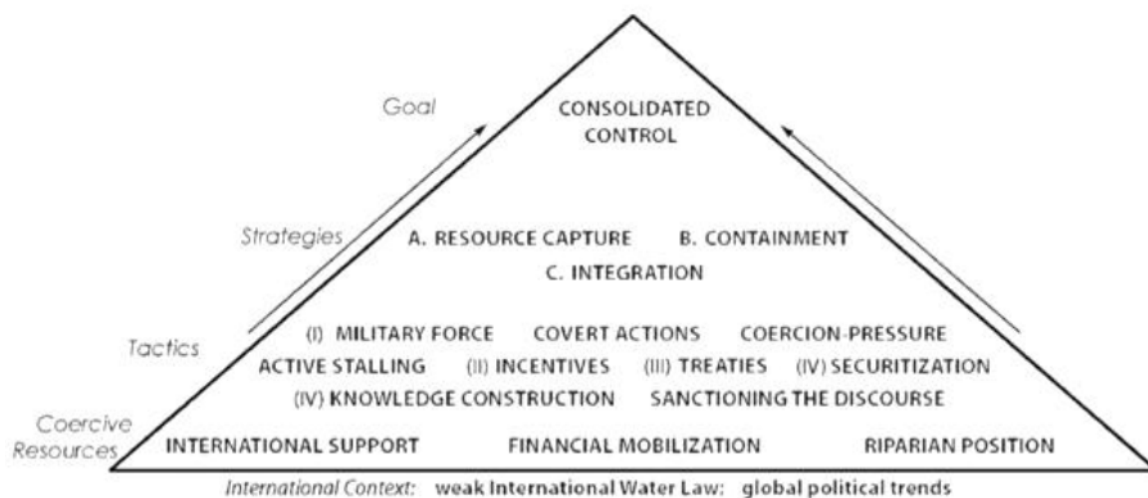 Goal
CONSOLIDATED
CONTROL
Strategies
A. RESOURCE CAPTURE B. CONTAINMENT
C. INTEGRATION
Tactics
(I) MILITARY FORCE COVERT ACTIONS COERCION-PRESSURE
ACTIVE STALLING (II) INCENTIVES (III) TREATIES (IV) SECURITIZATION
(IV) KNOWLEDGE CONSTRUCTION SANCTIONING THE DISCOURSE
Coercive
Resources
INTERNATIONAL SUPPORT FINANCIAL MOBILIZATION RIPARIAN POSITION
International Context: weak International Water Law; global political trends